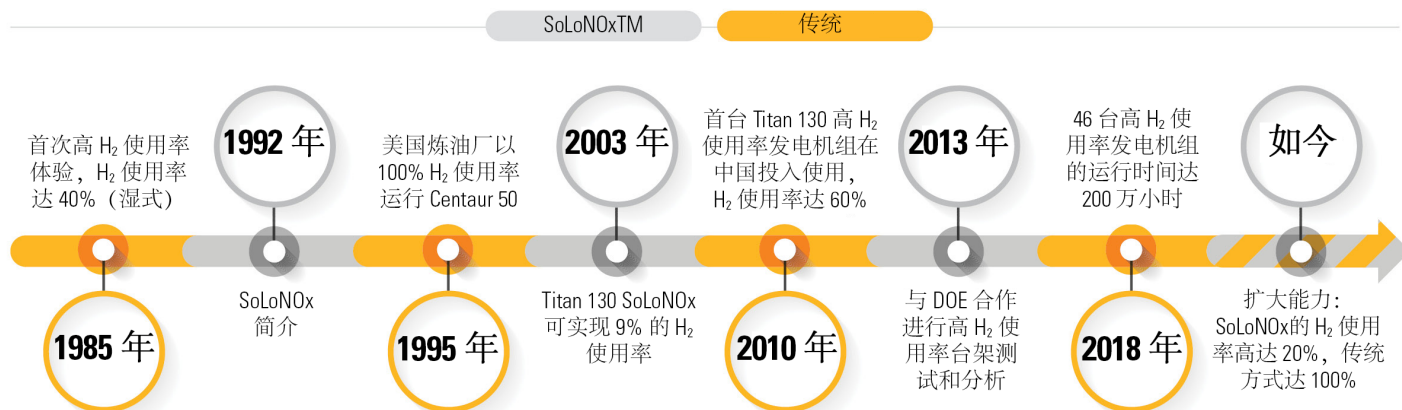 SoLoNOxTM
传统
首次高 H₂ 使用率
体验，H₂ 使用率
达 40%（湿式）
1985 年
1992 年
SoLoNOx
简介
美国炼油厂以
100% H₂ 使用率
运行 Centaur 50
1995 年
2003 年
Titan 130 SoLoNOx
可实现 9% 的 H₂
使用率
首台 Titan 130 高 H₂
使用率发电机组在
中国投入使用，
H₂ 使用率达 60%
2010 年
2013 年
与 DOE 合作
进行高 H₂ 使
用率台架测
试和分析
46 台高 H₂ 使
用率发电机组
的运行时间达
200 万小时
2018 年
如今
扩大能力：
SoLoNOx的 H₂ 使用
率高达 20%，传统
方式达 100%